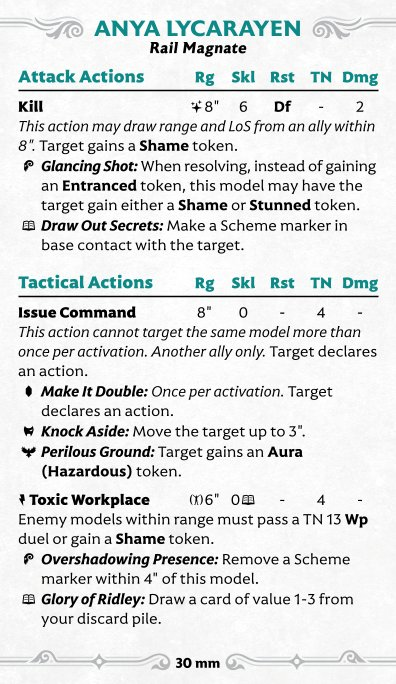 ANYA LYCARAYEN
Rail Magnate
Attack Actions Rg Skl Rst TN Dmg
Kill 8" 6 Df - 2
This action may draw range and LoS from an ally within
8". Target gains a Shame token.
Glancing Shot: When resolving, instead of gaining
an Entranced token, this model may have the
target gain either a Shame or Stunned token.
Draw Out Secrets: Make a Scheme marker in
base contact with the target.
Tactical Actions Rg Skl Rst TN Dmg
Issue Command 8" 0 - 4 -
This action cannot target the same model more than
once per activation. Another ally only. Target declares
an action.
Make It Double: Once per activation. Target
declares an action.
Knock Aside: Move the target up to 3".
Perilous Ground: Target gains an Aura
(Hazardous) token.
Toxic Workplace 6" 0 - 4 -
Enemy models within range must pass a TN 13 Wp
duel or gain a Shame token.
Overshadowing Presence: Remove a Scheme
marker within 4" of this model.
Glory of Ridley: Draw a card of value 1-3 from
your discard pile.
30 mm